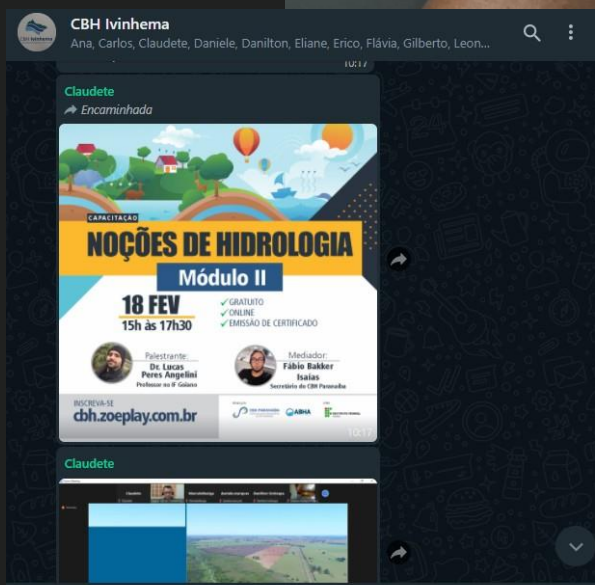 CBH Ivinhema
Ana, Carlos, Claudete, Daniele, Danilton, Eliane, Erico, Flávia, Gilberto, Leon...
10:17
Claudete
Encaminhada
CAPACITAÇÃO
NOÇÕES DE HIDROLOGIA
Módulo II
18 FEV
15h às 17h30
✓GRATUITO
✓ONLINE
✓EMISSÃO DE CERTIFICADO
Palestrante:
Dr. Lucas
Peres Angelini
Professor no IF Goiano
Mediador:
Fábio Bakker
Isaías
Secretário do CBH Paranaíba
INSCREVA-SE
cbh.zoeplay.com.br
ABHA
10:17
Claudete
Claudete